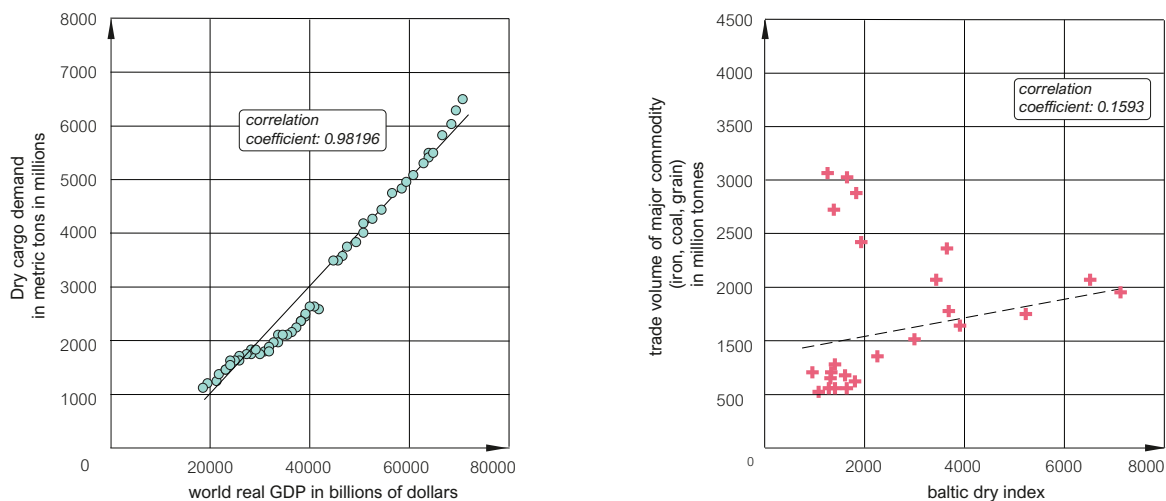 8000
7000
6000
5000
4000
3000
2000
1000
0
20000
40000
60000
80000
Dry cargo demand
in metric tons in millions
world real GDP in billions of dollars
correlation
coefficient: 0.98196
4500
4000
3500
3000
2500
2000
1500
500
0
2000
4000
6000
8000
trade volume of major commodity
(iron, coal, grain)
in million tonnes
baltic dry index
correlation
coefficient: 0.1593